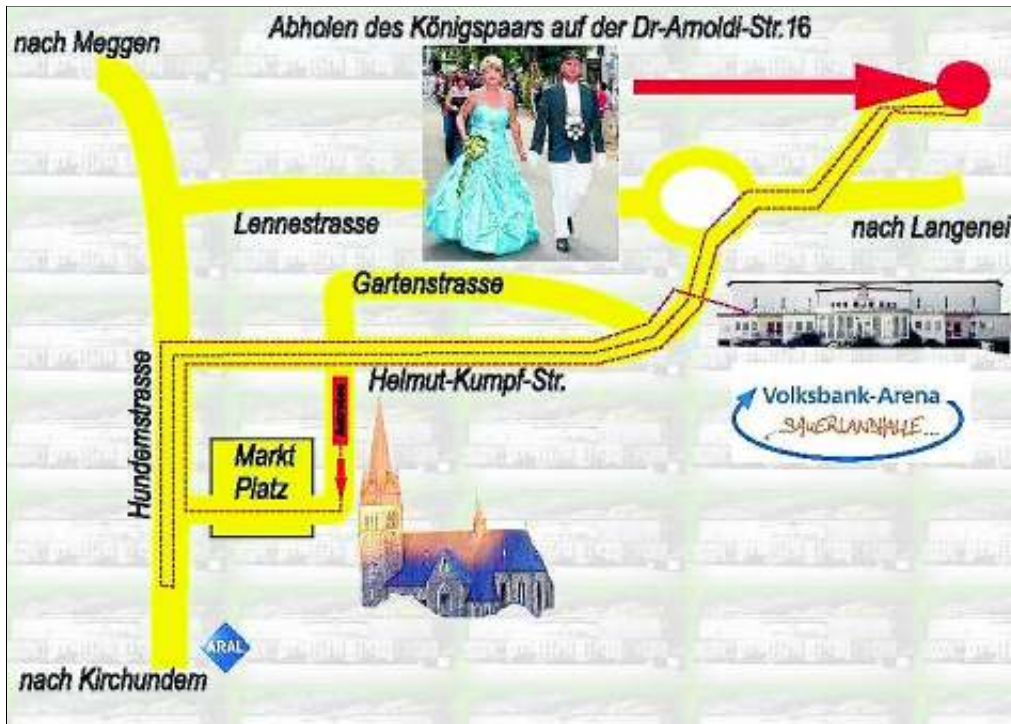 Abholen des Königspaars auf der Dr-Arnoldi-Str.16
nach Meggen
Lennestrasse
nach Langenei
Gartenstrasse
Hundemstrasse
Helmut-Kumpf-Str.
Volksbank-Arena
SAUERLANDHALLE...
Markt
Platz
ARAL
nach Kirchundem